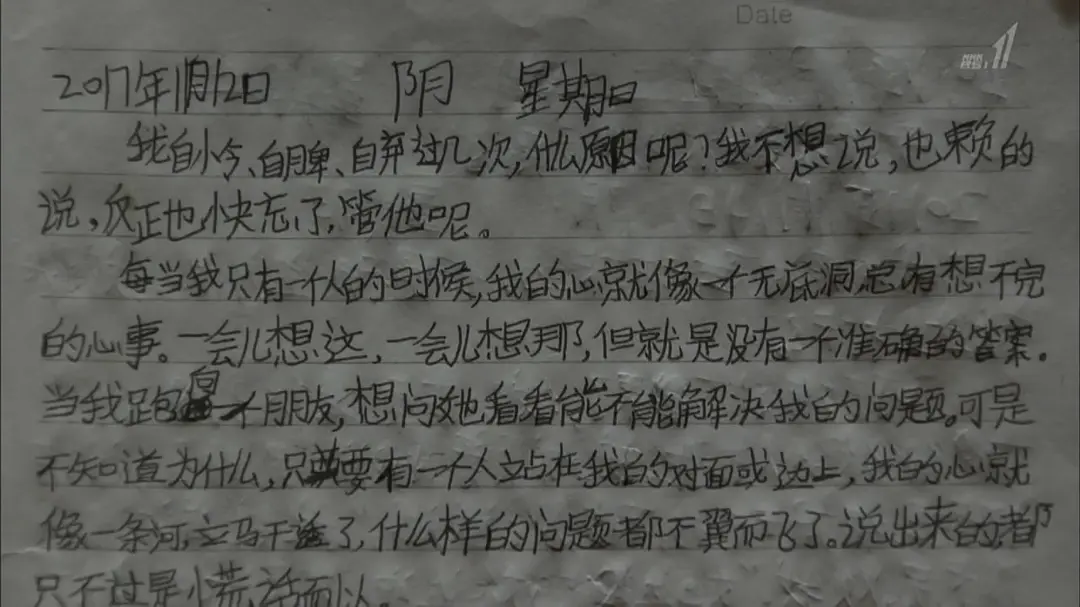 Date
1
2017年11月12日 阴 星期日
我自小令、自脾、自弃过几次,什么原因呢?我不想说,也赖的
说,反正也快忘了,管他呢。
每当我只有一个人的时候,我的心就像一个无底洞,总有想不完
的心事。一会儿想这,一会儿想那,但就是没有一个准确的答案。
当我跑向一个朋友,想问她,看看能不能解决我的问题。可是
不知道为什么,只要有一个人立占在我的对面或边上,我的心就
像一条河,立马干涂了,什么样的问题都不翼而飞了。说出来的,都
只不过是慌话而以。